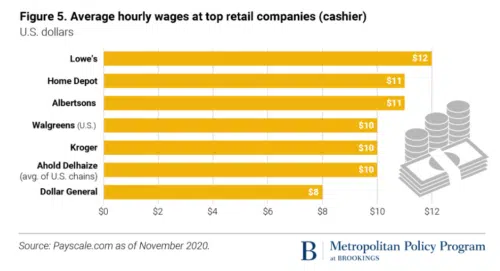 Figure 5. Average hourly wages at top retail companies (cashier)
U.S. dollars
Lowe's $12
Home Depot $11
Albertsons $11
Walgreens (U.S.) $10
Kroger $10
Ahold Delhaize $10
(avg. of U.S. chains)
Dollar General $8
$0 $2 $4 $6 $8 $10 $12
Source: Payscale.com as of November 2020.
B Metropolitan Policy Program
at BROOKINGS